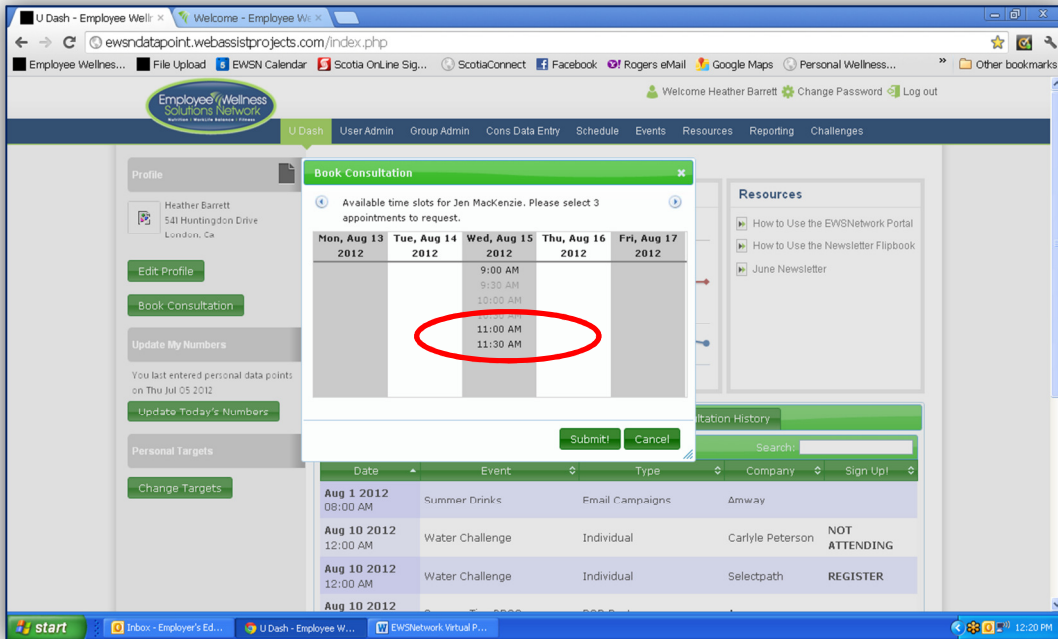 U Dash - Employee Wellr
Welcome - Employee We
ewsndatapoint.webassistprojects.com/index.php
Employee Wellnes... File Upload EWSN Calendar Scotia OnLine Sig... ScotiaConnect Facebook Rogers eMail Google Maps Personal Wellness... » Other bookmarks
Employee Wellness
Solutions Network
Nutrition | Worklife Balance | Fitness
Welcome Heather Barrett Change Password Log out
U Dash User Admin Group Admin Cons Data Entry Schedule Events Resources Reporting Challenges
Profile
Heather Barrett
541 Huntingdon Drive
London, Ca
Edit Profile
Book Consultation
Update My Numbers
You last entered personal data points
on Thu Jul 05 2012
Update Today's Numbers
Personal Targets
Change Targets
Book Consultation
Available time slots for Jen MacKenzie. Please select 3
appointments to request.
Mon, Aug 13 2012 Tue, Aug 14 2012 Wed, Aug 15 2012 Thu, Aug 16 2012 Fri, Aug 17 2012
9:00 AM
9:30 AM
10:00 AM
10:30 AM
11:00 AM
11:30 AM
Submit! Cancel
Resources
How to Use the EWSNetwork Portal
How to Use the Newsletter Flipbook
June Newsletter
ltation History
Search:
Date Event Type Company Sign Up!
Aug 1 2012 08:00 AM Summer Drinks Email Campaigns Amway
Aug 10 2012 12:00 AM Water Challenge Individual Carlyle Peterson NOT ATTENDING
Aug 10 2012 12:00 AM Water Challenge Individual Selectpath REGISTER
Aug 10 2012
start Inbox - Employer's Ed... U Dash - Employee W... EWSNetwork Virtual P... 12:20 PM